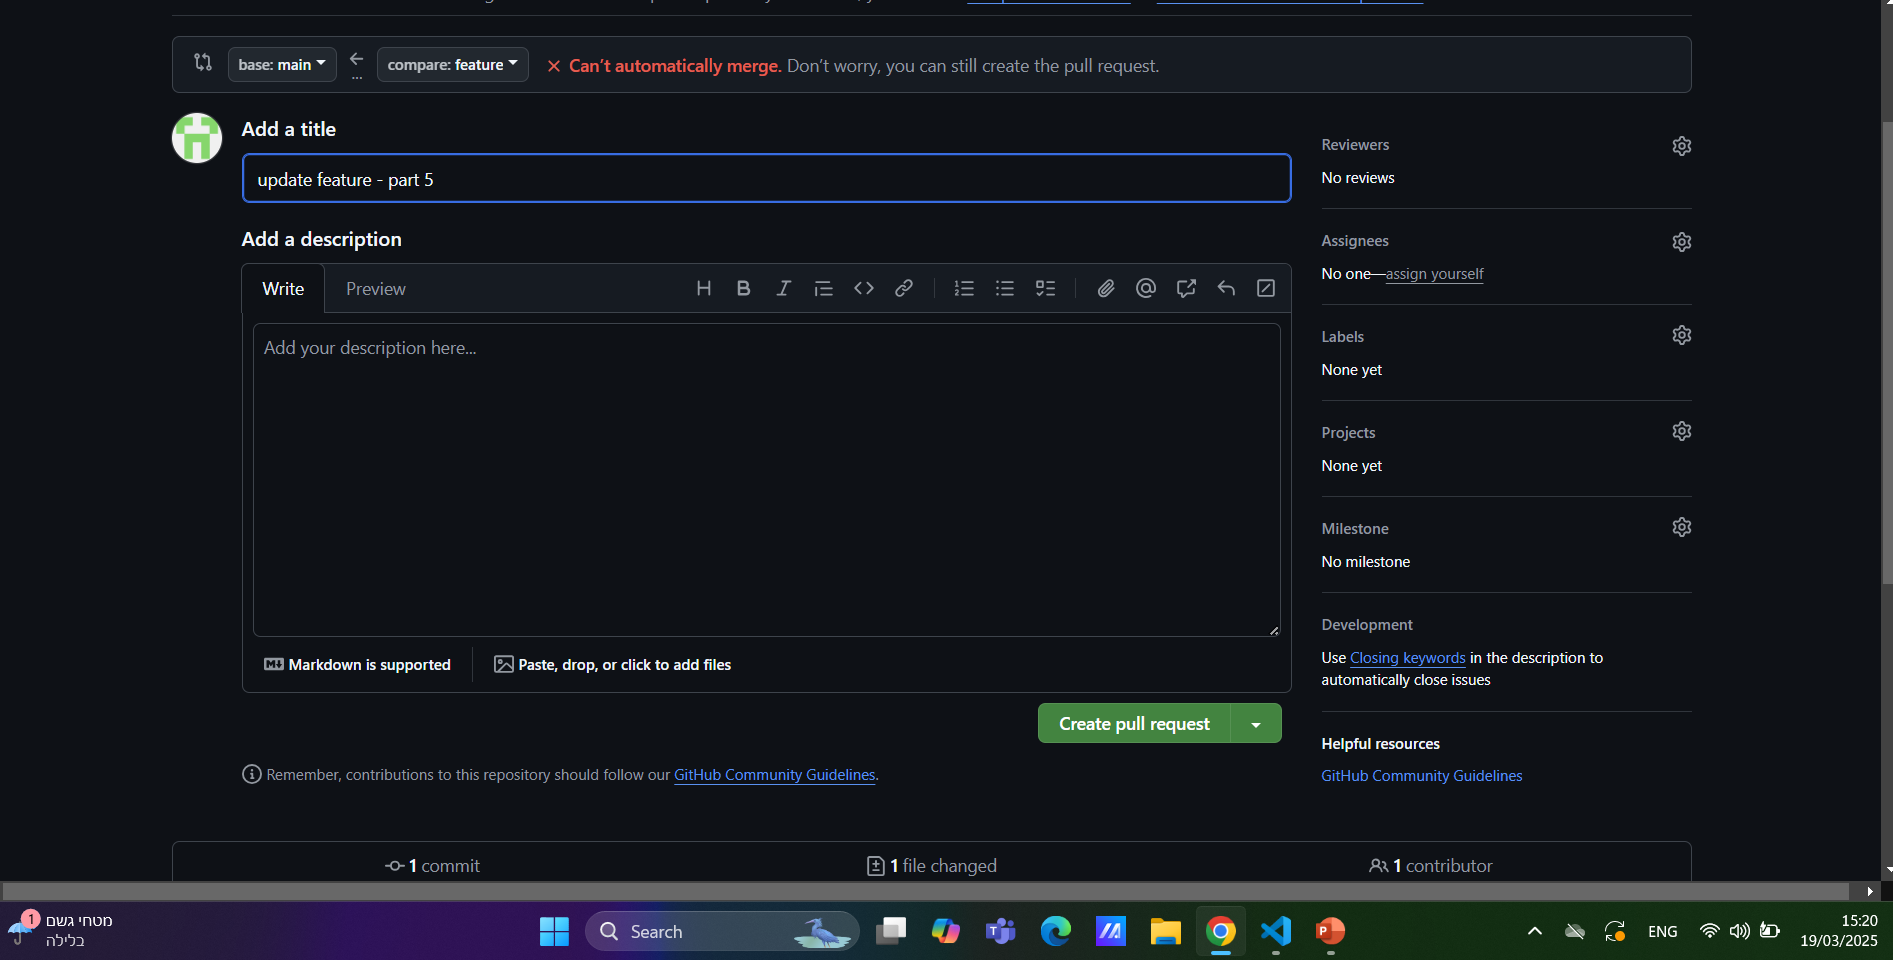 base: main
compare: feature
Can't automatically merge. Don't worry, you can still create the pull request.
Add a title
update feature - part 5
Add a description
Write
Preview
Add your description here...
Markdown is supported
Paste, drop, or click to add files
Create pull request
Remember, contributions to this repository should follow our GitHub Community Guidelines.
Reviewers
No reviews
Assignees
No one—assign yourself
Labels
None yet
Projects
None yet
Milestone
No milestone
Development
Use Closing keywords in the description to
automatically close issues
Helpful resources
GitHub Community Guidelines
1 commit
1 file changed
1 contributor
1
מטחי גשם
בלילה
Search
ENG
15:20
19/03/2025